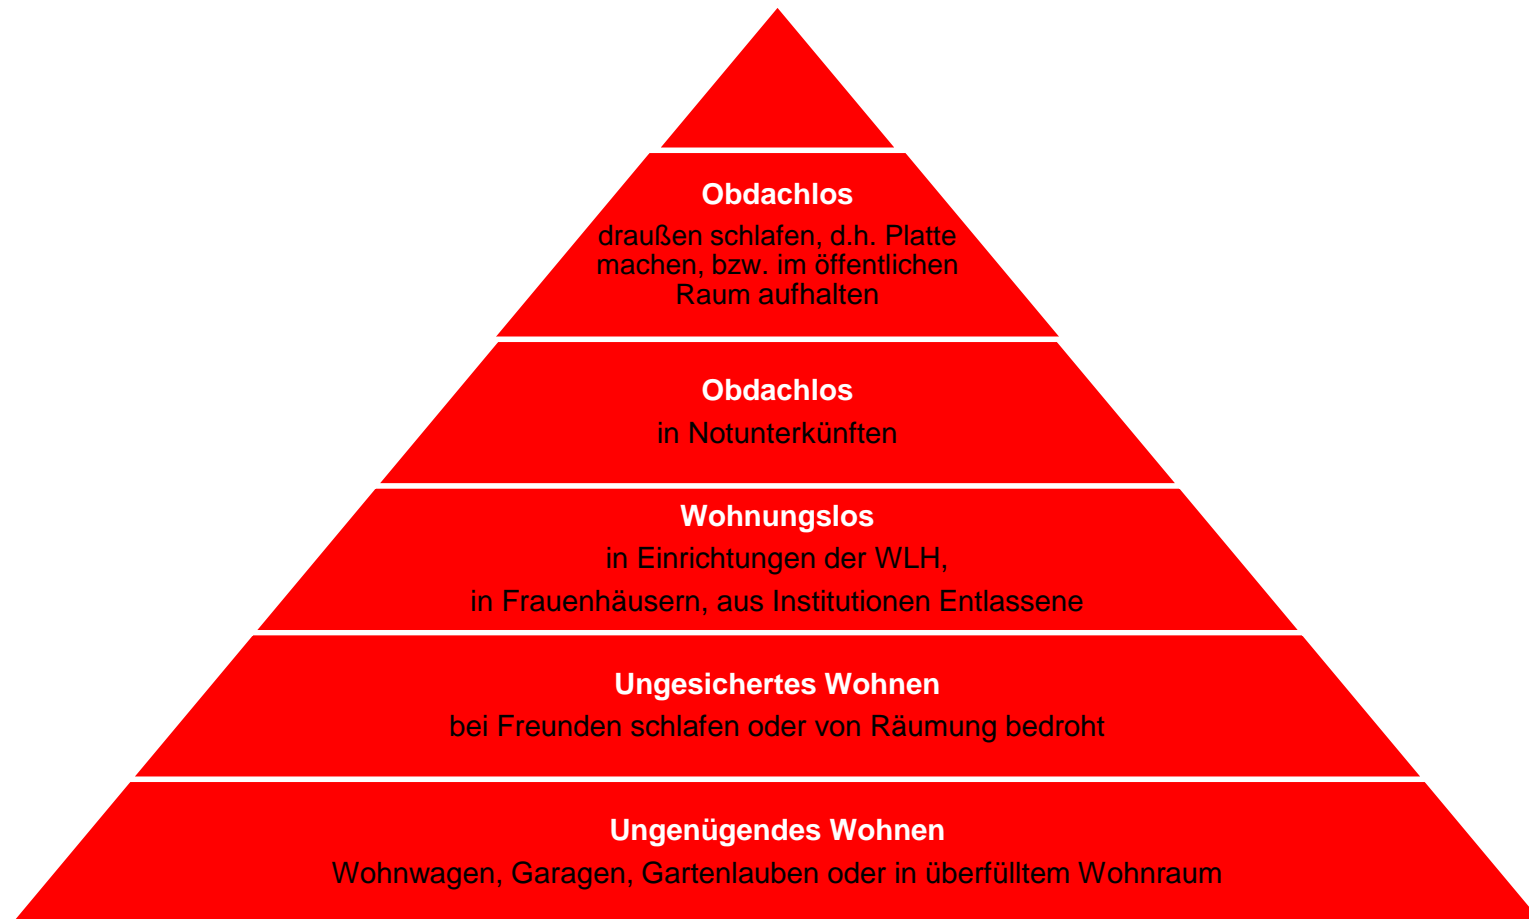 Obdachlos
draußen schlafen, d.h. Platte
machen, bzw. im öffentlichen
Raum aufhalten
Obdachlos
in Notunterkünften
Wohnungslos
in Einrichtungen der WLH,
in Frauenhäusern, aus Institutionen Entlassene
Ungesichertes Wohnen
bei Freunden schlafen oder von Räumung bedroht
Ungenügendes Wohnen
Wohnwagen, Garagen, Gartenlauben oder in überfülltem Wohnraum